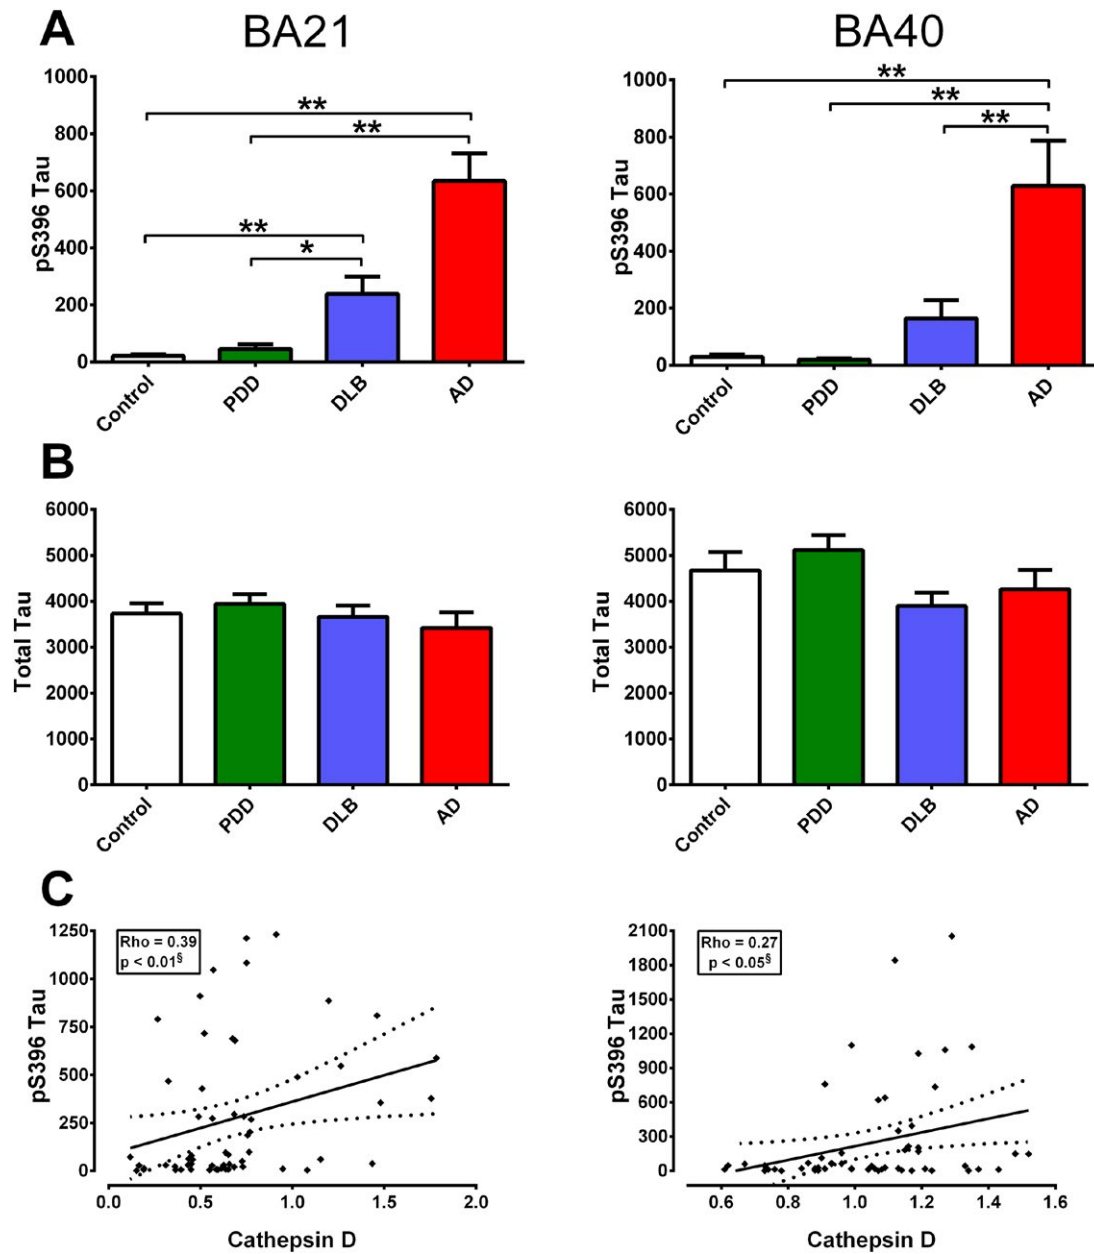 A
BA21
BA40
pS396 Tau
1000
800
600
400
200
0
**
**
**
*
Control
PDD
DLB
AD
pS396 Tau
1000
800
600
400
200
0
**
**
**
Control
PDD
DLB
AD
B
Total Tau
6000
5000
4000
3000
2000
1000
0
Control
PDD
DLB
AD
Total Tau
6000
5000
4000
3000
2000
1000
0
Control
PDD
DLB
AD
C
pS396 Tau
1250
1000
750
500
250
0
Rho = 0.39
p < 0.01§
0.0 0.5 1.0 1.5 2.0
Cathepsin D
pS396 Tau
2100
1800
1500
1200
900
600
300
0
Rho = 0.27
p < 0.05§
0.6 0.8 1.0 1.2 1.4 1.6
Cathepsin D